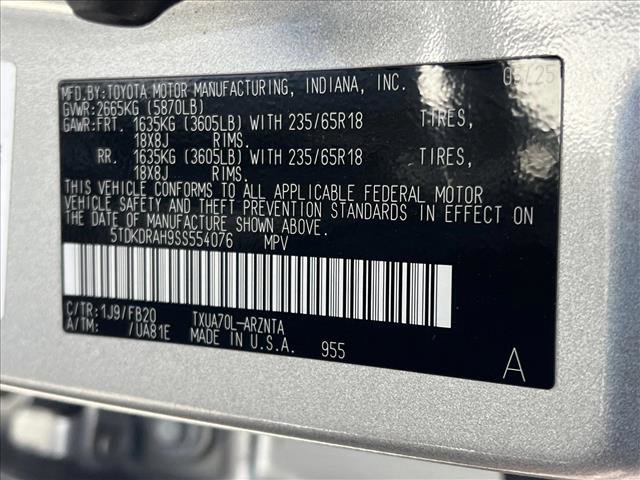 MFD.BY:TOYOTA MOTOR MANUFACTURING, INDIANA, INC. 05/25
GVWR:2665KG (5870LB)
GAWR:FRT. 1635KG (3605LB) WITH 235/65R18 TIRES,
18X8J RIMS.
RR. 1635KG (3605LB) WITH 235/65R18 TIRES,
18X8J RIMS.
THIS VEHICLE CONFORMS TO ALL APPLICABLE FEDERAL MOTOR
VEHICLE SAFETY AND THEFT PREVENTION STANDARDS IN EFFECT ON
THE DATE OF MANUFACTURE SHOWN ABOVE.
5TDKDRAH9SS554076 MPV
C/TR:1J9/FB20 TXUA70L-ARZNTA
A/TM: /UA81E MADE IN U.S.A. 955
A